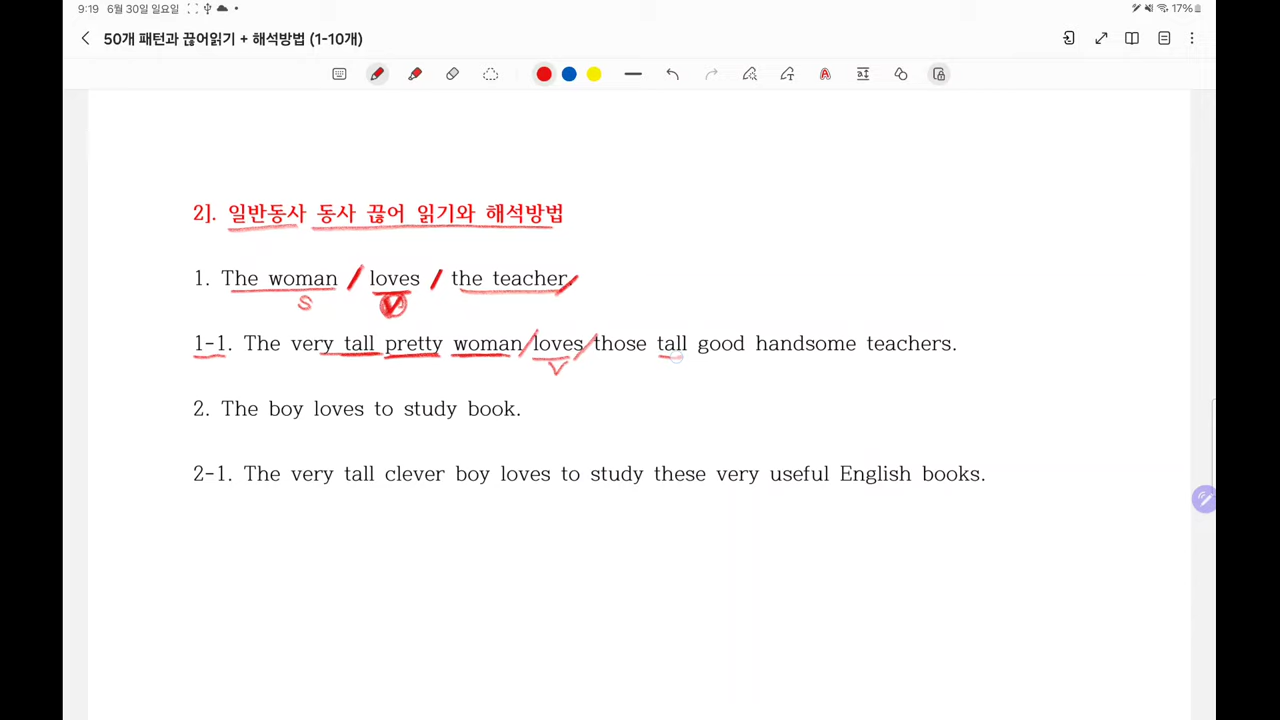 9:19 6월 30일 일요일 17%
50개 패턴과 끊어읽기 + 해석방법 (1-10개)
2]. 일반동사 동사 끊어 읽기와 해석방법
1. The woman / loves / the teacher.
S V
1-1. The very tall pretty woman / loves / those tall good handsome teachers.
V
2. The boy loves to study book.
2-1. The very tall clever boy loves to study these very useful English books.